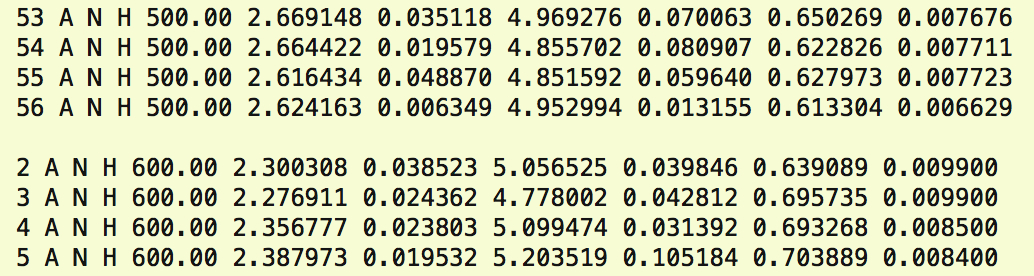 53 A N H 500.00 2.669148 0.035118 4.969276 0.070063 0.650269 0.007676
54 A N H 500.00 2.664422 0.019579 4.855702 0.080907 0.622826 0.007711
55 A N H 500.00 2.616434 0.048870 4.851592 0.059640 0.627973 0.007723
56 A N H 500.00 2.624163 0.006349 4.952994 0.013155 0.613304 0.006629
2 A N H 600.00 2.300308 0.038523 5.056525 0.039846 0.639089 0.009900
3 A N H 600.00 2.276911 0.024362 4.778002 0.042812 0.695735 0.009900
4 A N H 600.00 2.356777 0.023803 5.099474 0.031392 0.693268 0.008500
5 A N H 600.00 2.387973 0.019532 5.203519 0.105184 0.703889 0.008400